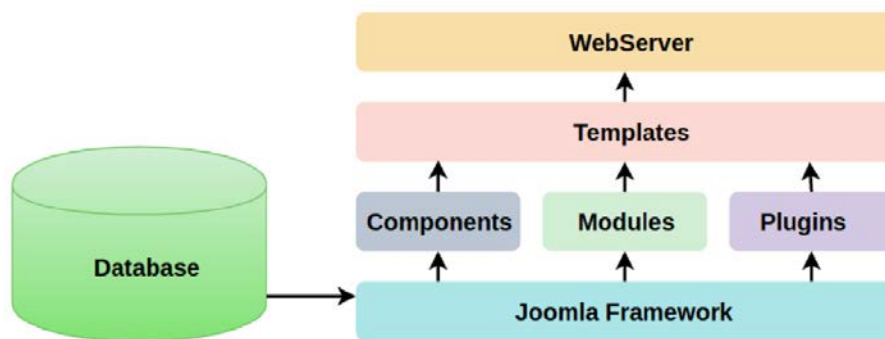 WebServer
Templates
Components
Modules
Plugins
Database
Joomla Framework